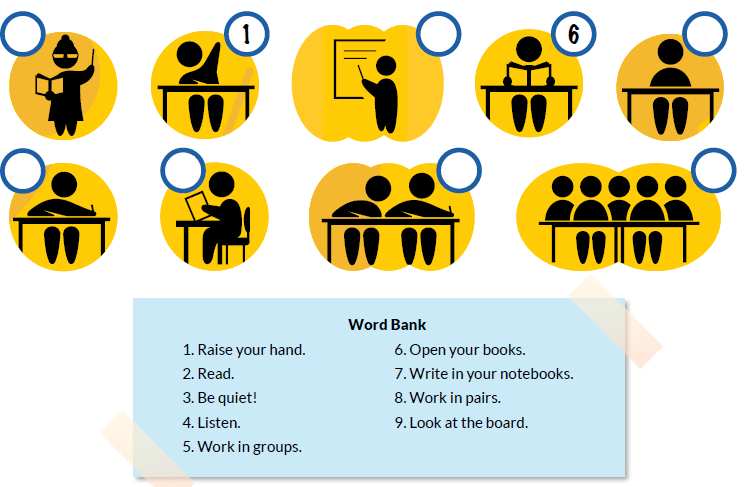 1
6
Word Bank
1. Raise your hand.
2. Read.
3. Be quiet!
4. Listen.
5. Work in groups.
6. Open your books.
7. Write in your notebooks.
8. Work in pairs.
9. Look at the board.